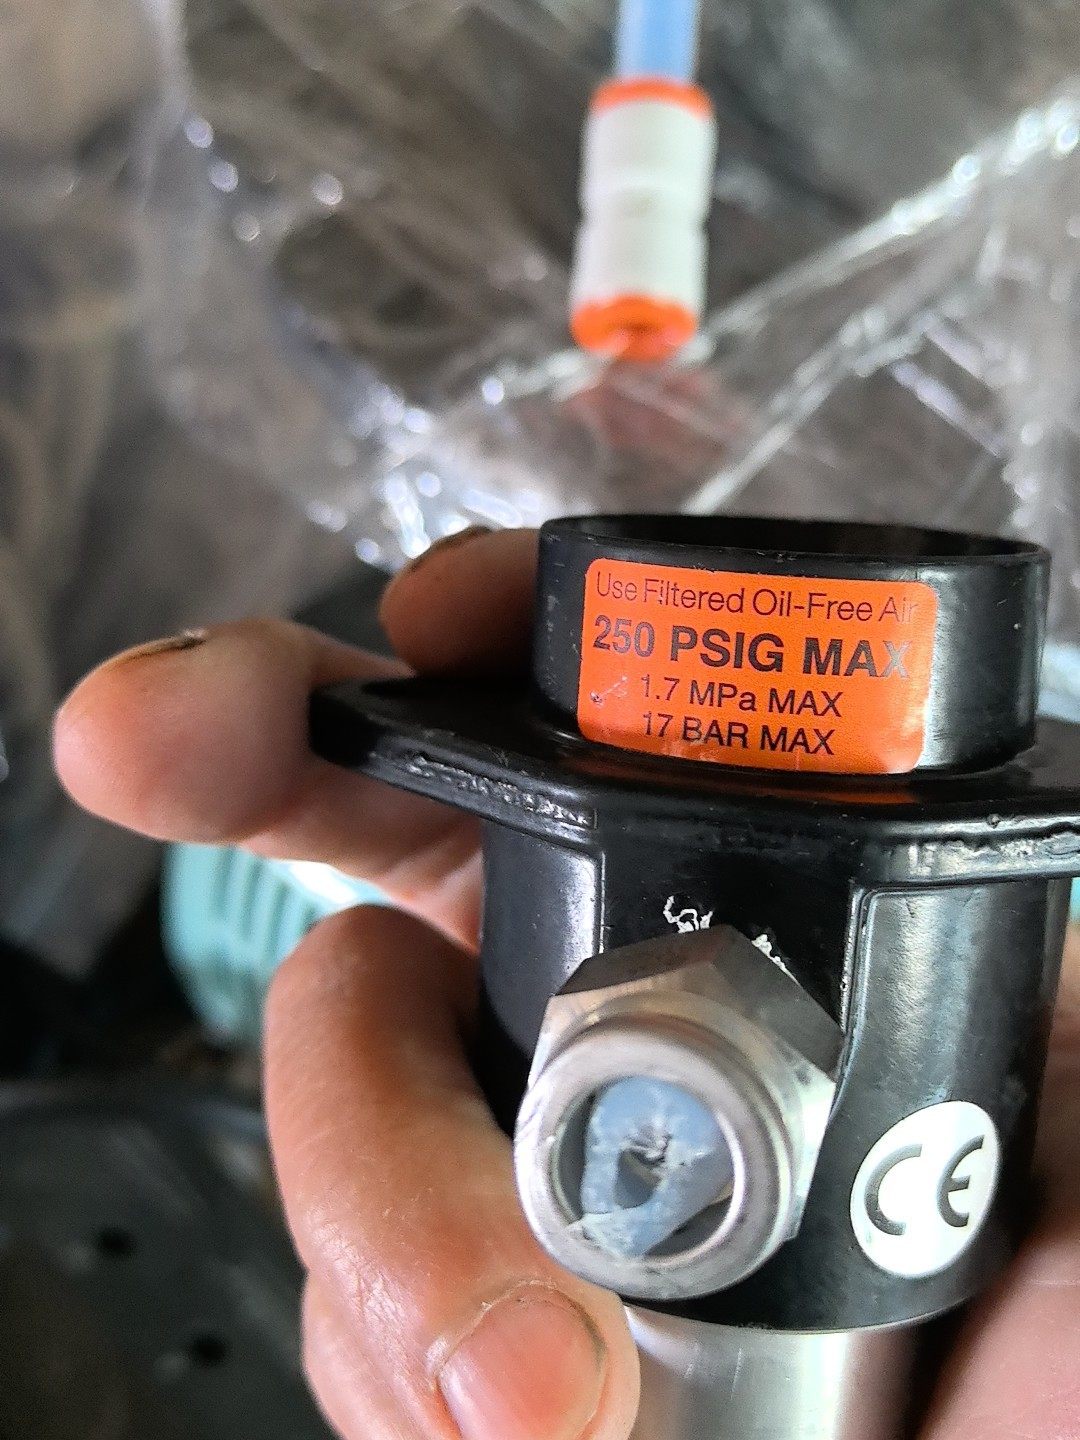 Use Filtered Oil-Free Air
250 PSIG MAX
1.7 MPa MAX
17 BAR MAX
CE